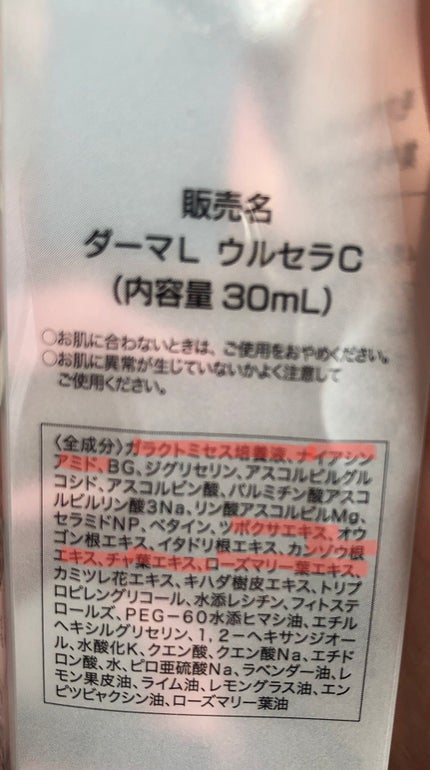 販売名
ダーマL ウルセラC
(内容量 30mL)
○お肌に合わないときは、ご使用をおやめください。
○お肌に異常が生じていないかよく注意して
ご使用ください。
〈全成分〉ガラクトミセス培養液、ナイアシン
アミド、BG、ジグリセリン、アスコルビルグル
コシド、アスコルビン酸、パルミチン酸アスコ
ルビルリン酸3Na、リン酸アスコルビルMg、
セラミドNP、ベタイン、ツボクサエキス、オウ
ゴン根エキス、イタドリ根エキス、カンゾウ根
エキス、チャ葉エキス、ローズマリー葉エキス、
カミツレ花エキス、キハダ樹皮エキス、トリプ
ロピレングリコール、水添レシチン、フィトステ
ロールズ、PEG-60水添ヒマシ油、エチル
ヘキシルグリセリン、1,2-ヘキサンジオー
ル、水酸化K、クエン酸、クエン酸Na、エチド
ロン酸、水、ピロ亜硫酸Na、ラベンダー油、レ
モン果皮油、ライム油、レモングラス油、エン
ピツビャクシン油、ローズマリー葉油